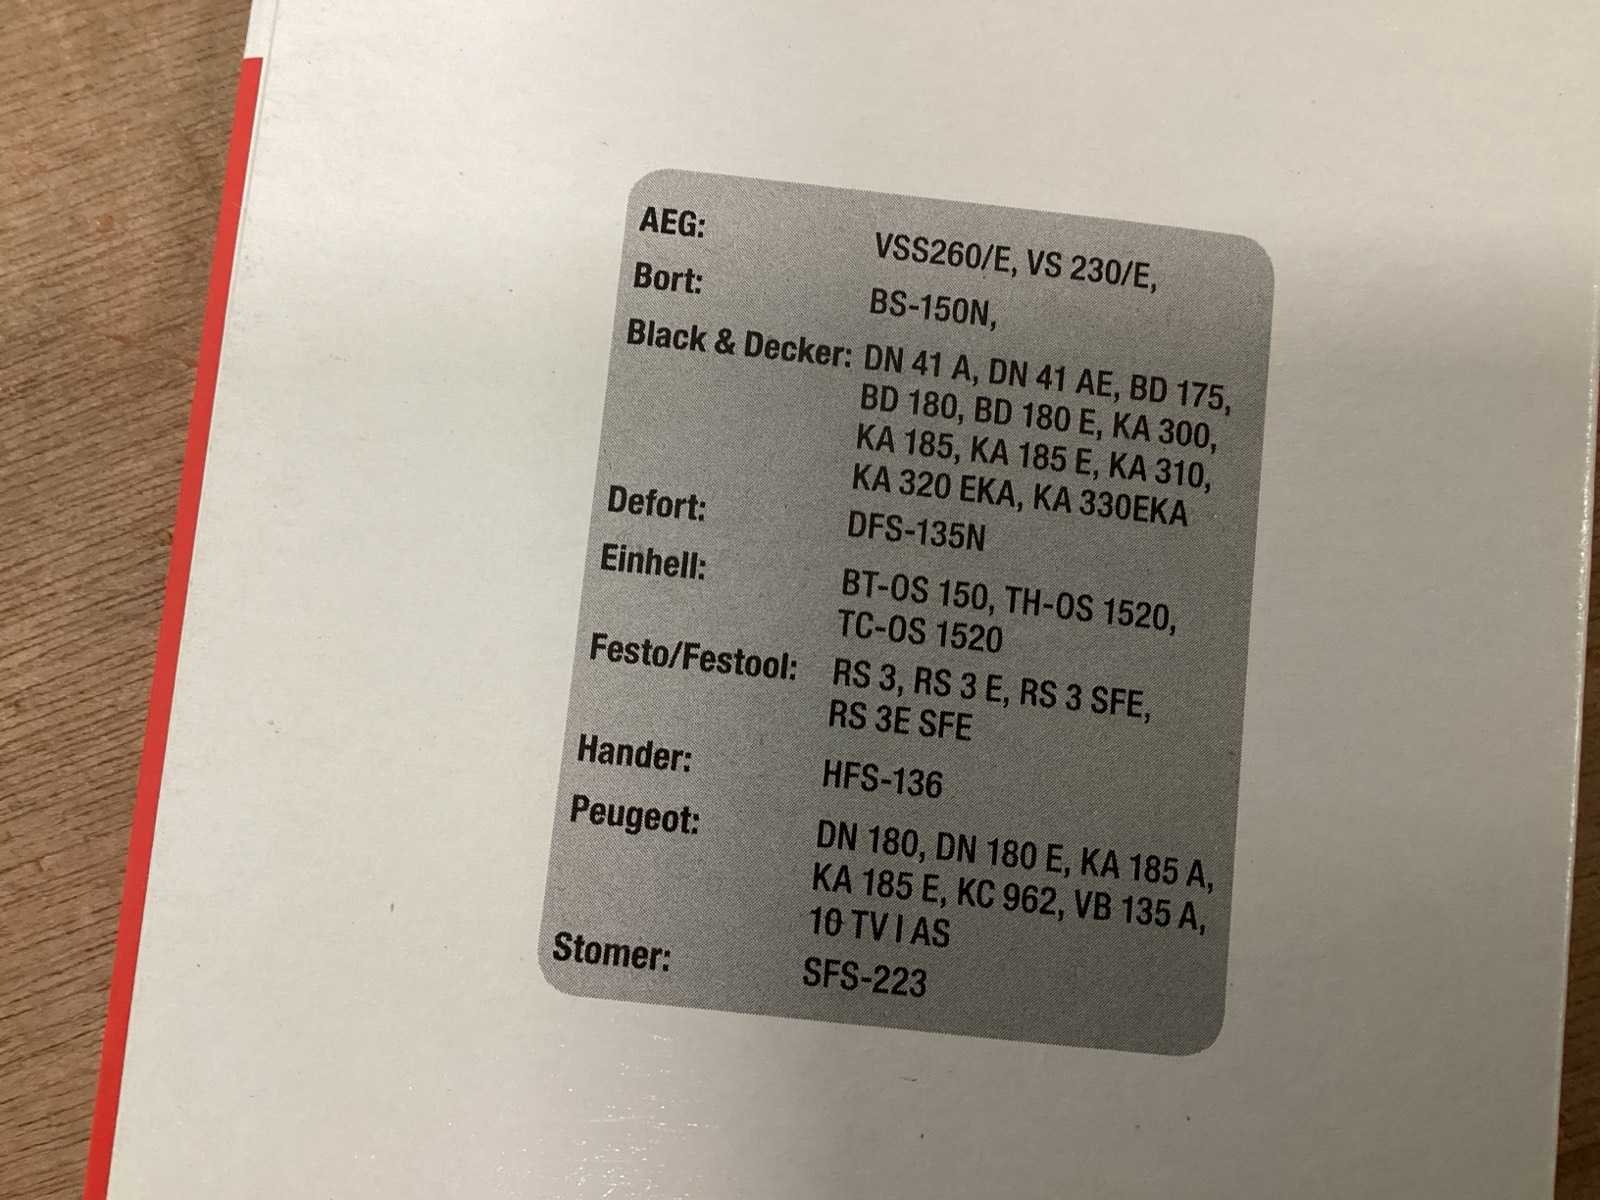 AEG: VSS260/E, VS 230/E,
Bort: BS-150N,
Black & Decker: DN 41 A, DN 41 AE, BD 175,
BD 180, BD 180 E, KA 300,
KA 185, KA 185 E, KA 310,
KA 320 EKA, KA 330EKA
Defort: DFS-135N
Einhell: BT-OS 150, TH-OS 1520,
TC-OS 1520
Festo/Festool: RS 3, RS 3 E, RS 3 SFE,
RS 3E SFE
Hander: HFS-136
Peugeot: DN 180, DN 180 E, KA 185 A,
KA 185 E, KC 962, VB 135 A,
10 TV I AS
Stomer: SFS-223